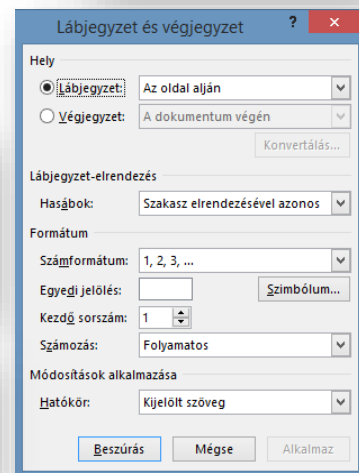 Lábjegyzet és végjegyzet ? ×
Hely
Lábjegyzet: Az oldal alján
Végjegyzet: A dokumentum végén
Konvertálás...
Lábjegyzet-elrendezés
Hasábok: Szakasz elrendezésével azonos
Formátum
Számformátum: 1, 2, 3, ...
Egyedi jelölés: Szimbólum...
Kezdő sorszám: 1
Számozás: Folyamatos
Módosítások alkalmazása
Hatókör: Kijelölt szöveg
Beszúrás Mégse Alkalmaz